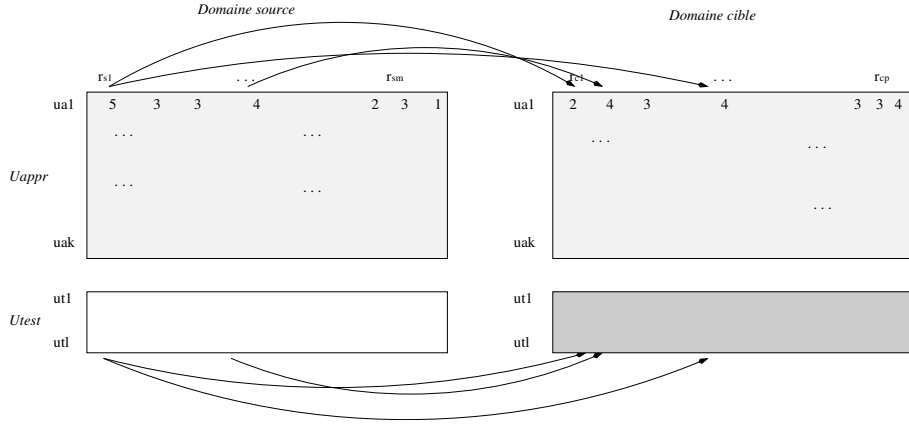 Domaine source Domaine cible
rs1 ... rsm rc1 ... rcp
ua1 5 3 3 4 2 3 1 ua1 2 4 3 4 3 3 4
... ... ... ...
Uappr
... ... ...
uak uak
ut1 ut1
Utest
utl utl